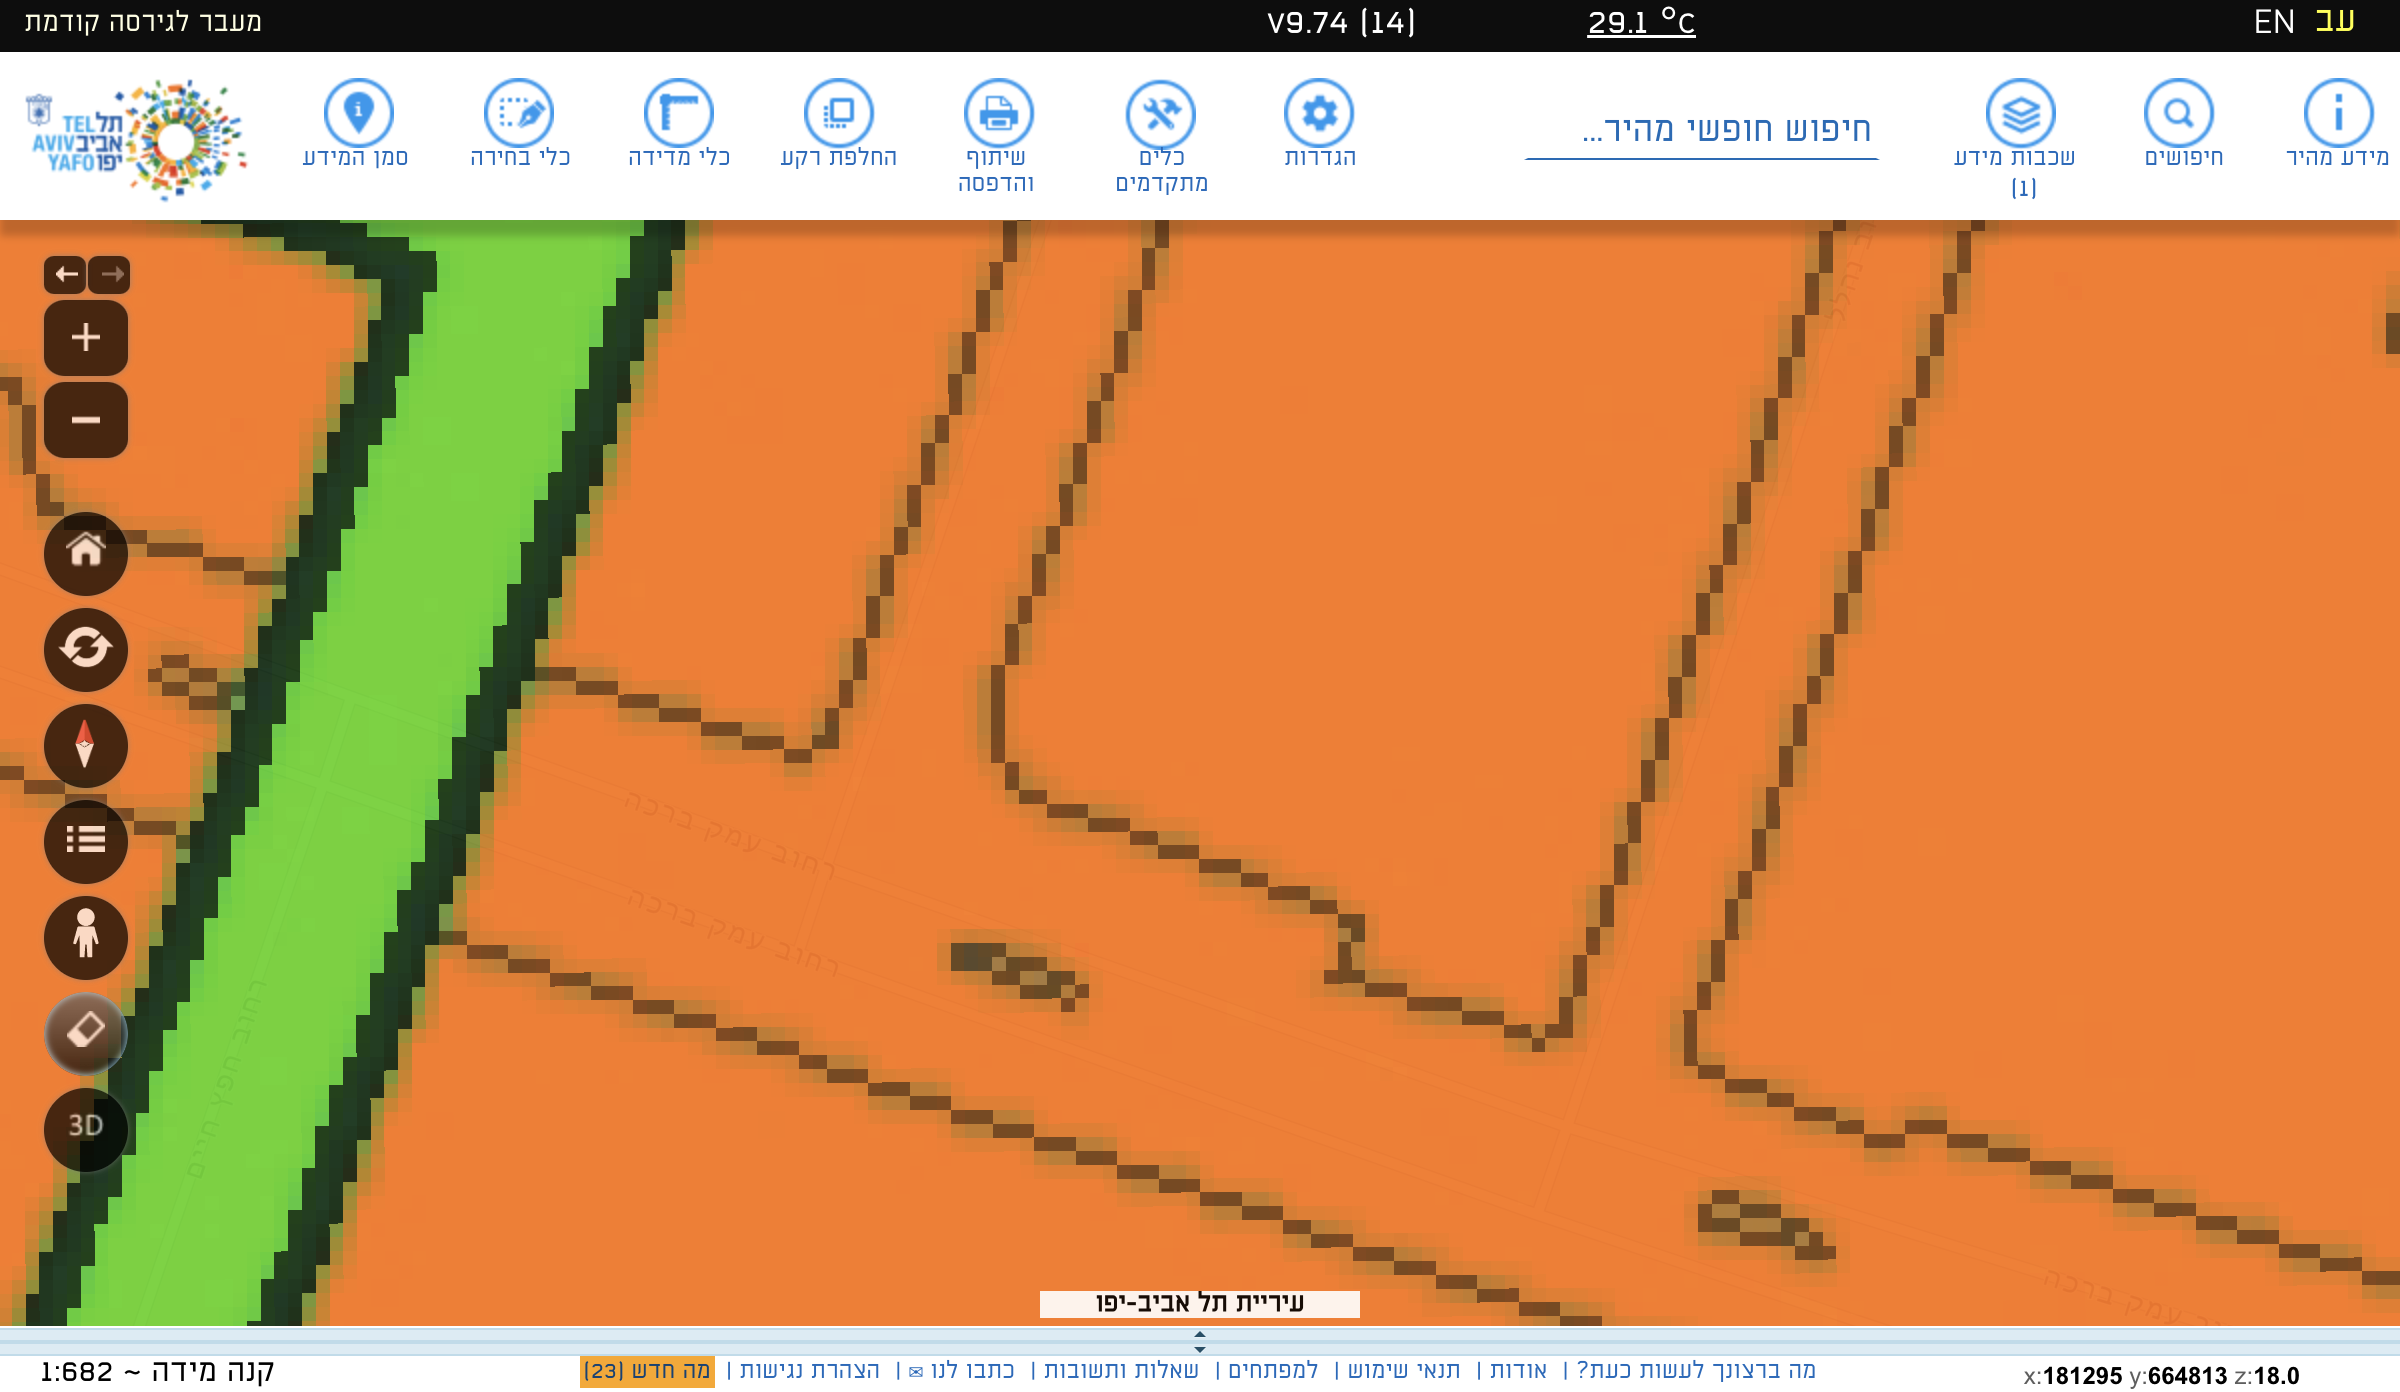 עב EN
29.1 °C
V9.74 (14)
מעבר לגירסה קודמת
מידע מהיר
חיפושים
שכבות מידע
(1)
חיפוש חופשי מהיר...
הגדרות
כלים
מתקדמים
שיתוף
והדפסה
החלפת רקע
כלי מדידה
כלי בחירה
סמן המידע
תל TEL
אביב AVIV
יפו YAFO
רחוב עמק ברכה
רחוב עמק ברכה
רחוב חפץ חיים
עמק ברכה
3D
עיריית תל אביב-יפו
מה ברצונך לעשות כעת? | אודות | תנאי שימוש | למפתחים | שאלות ותשובות | כתבו לנו ✉ | הצהרת נגישות | מה חדש (23)
קנה מידה ~ 1:682
x:181295 y:664813 z:18.0